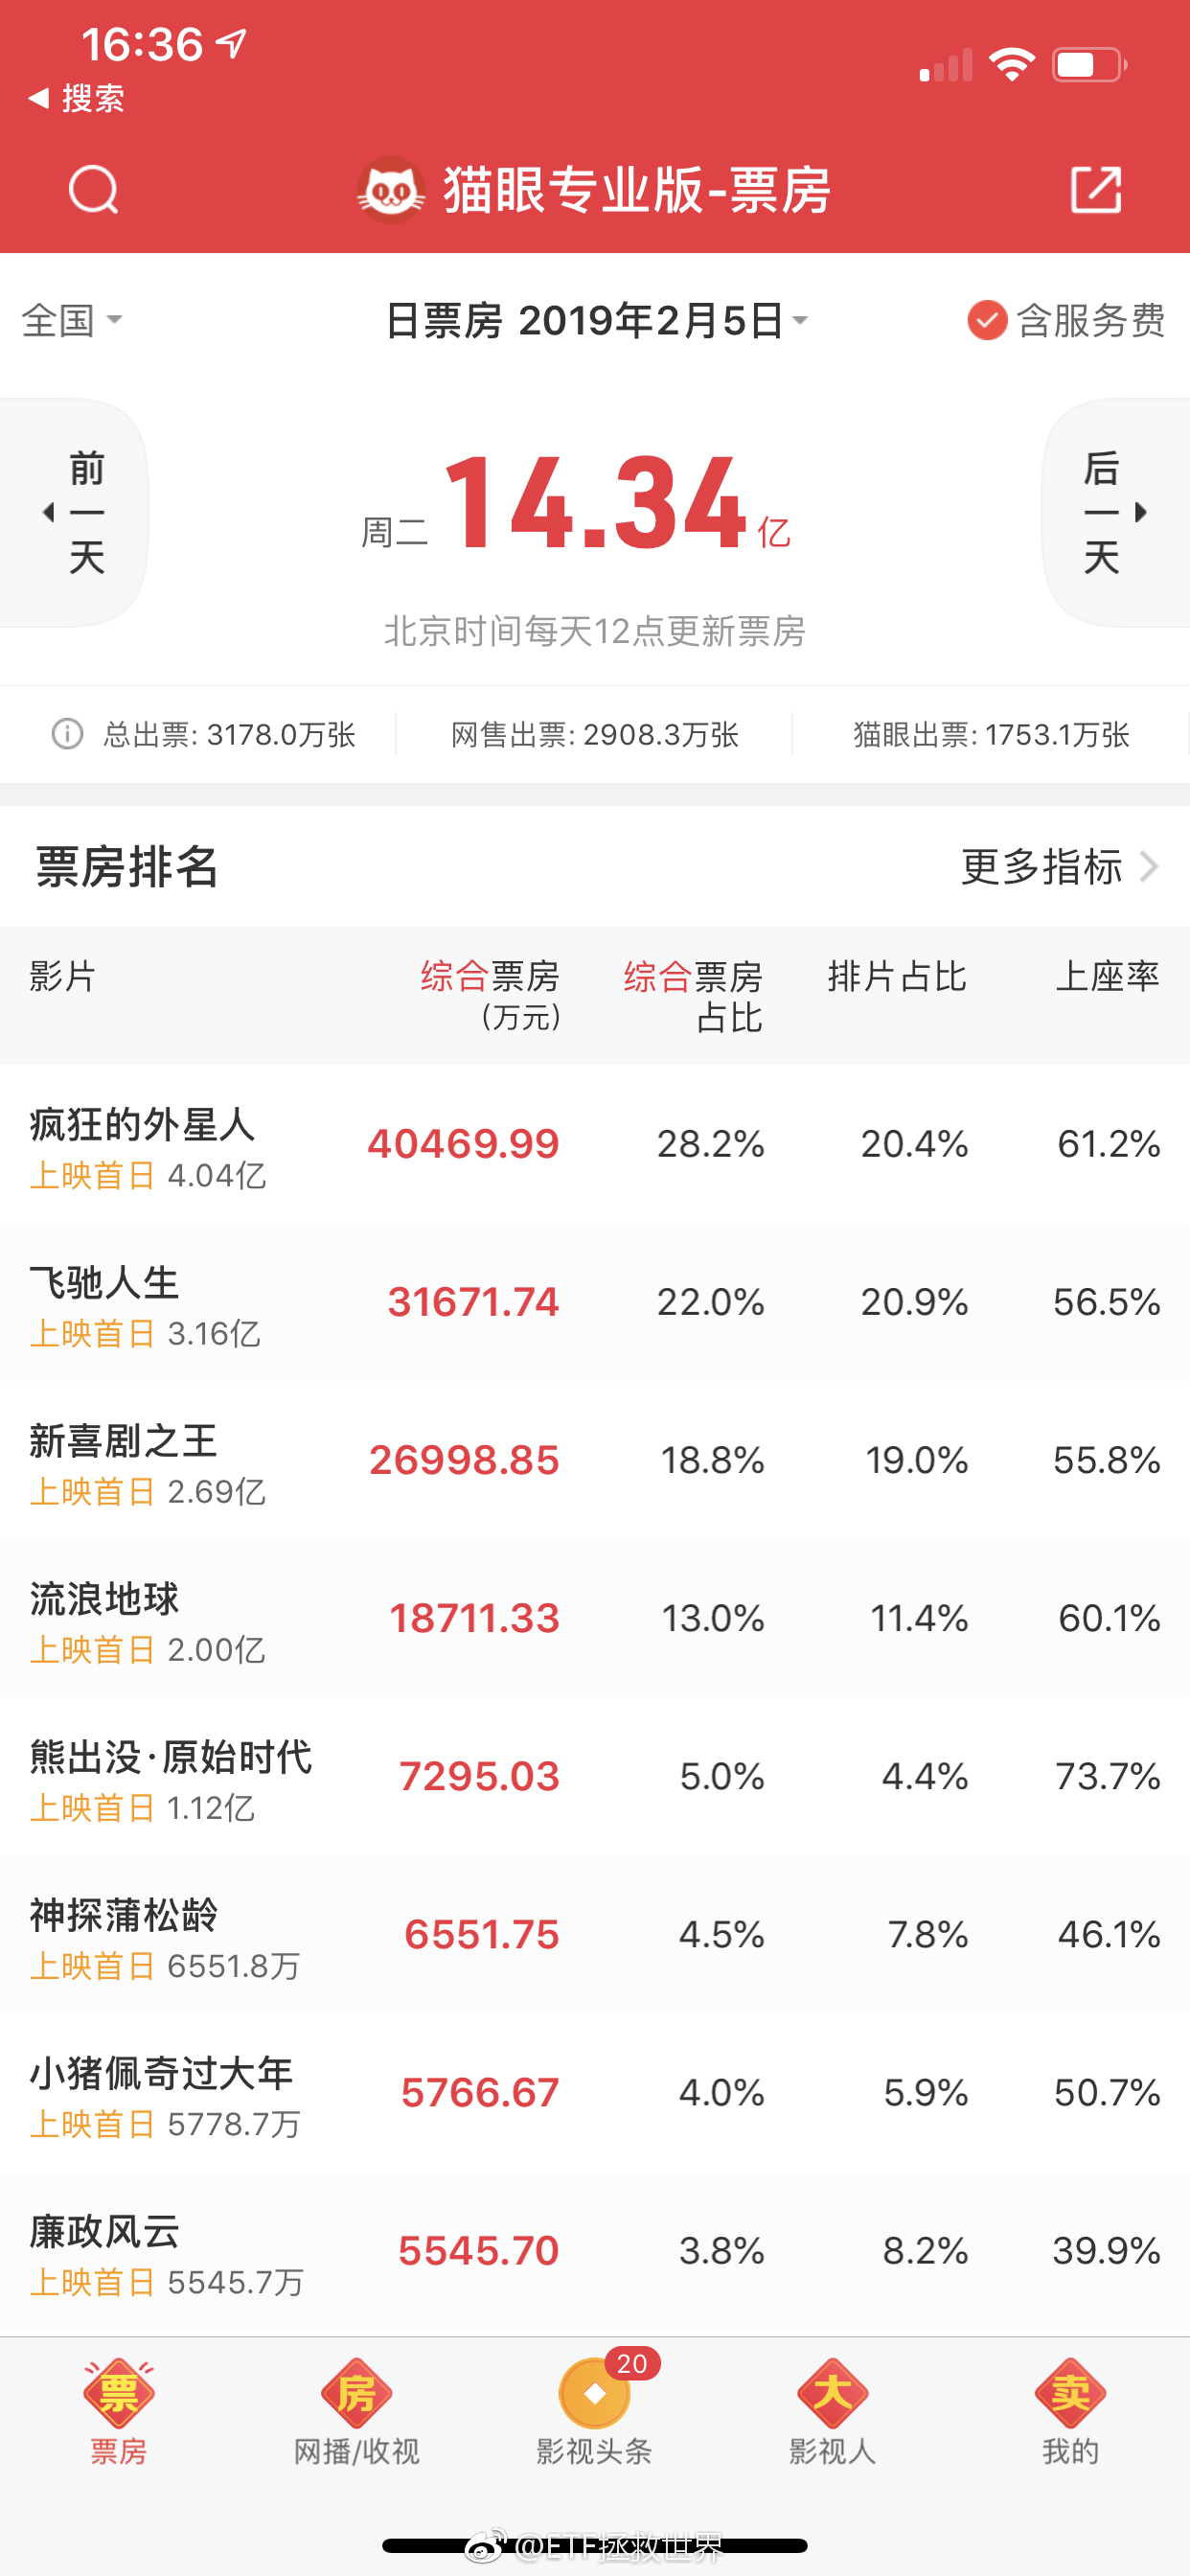 16:36
搜索
猫眼专业版-票房
全国
日票房 2019年2月5日
含服务费
前一天
周二 14.34 亿
后一天
北京时间每天12点更新票房
总出票: 3178.0万张
网售出票: 2908.3万张
猫眼出票: 1753.1万张
票房排名
更多指标
影片 综合票房 (万元) 综合票房占比 排片占比 上座率
疯狂的外星人
上映首日 4.04亿
40469.99 28.2% 20.4% 61.2%
飞驰人生
上映首日 3.16亿
31671.74 22.0% 20.9% 56.5%
新喜剧之王
上映首日 2.69亿
26998.85 18.8% 19.0% 55.8%
流浪地球
上映首日 2.00亿
18711.33 13.0% 11.4% 60.1%
熊出没·原始时代
上映首日 1.12亿
7295.03 5.0% 4.4% 73.7%
神探蒲松龄
上映首日 6551.8万
6551.75 4.5% 7.8% 46.1%
小猪佩奇过大年
上映首日 5778.7万
5766.67 4.0% 5.9% 50.7%
廉政风云
上映首日 5545.7万
5545.70 3.8% 8.2% 39.9%
票 房 20 大 卖
票房 网播/收视 影视头条 影视人 我的
@ETF拯救世界